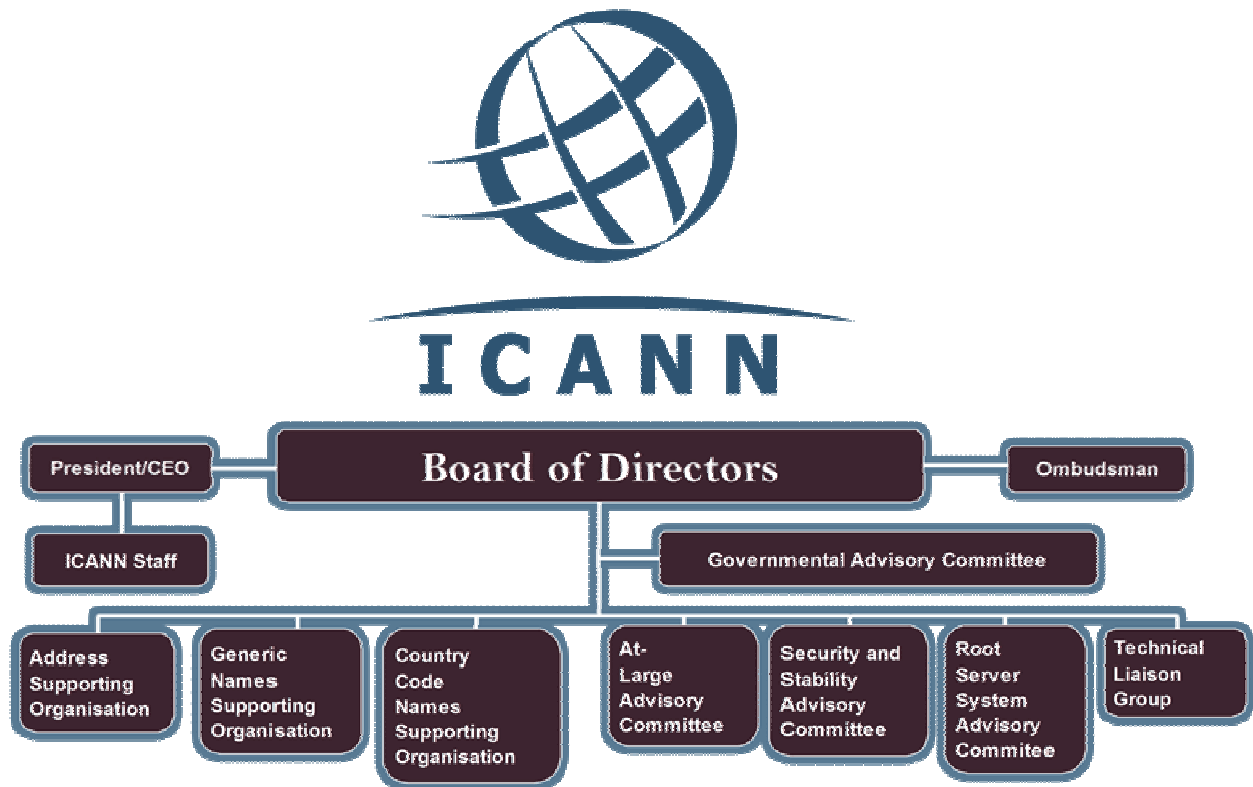 ICANN
Board of Directors
President/CEO
Ombudsman
ICANN Staff
Governmental Advisory Committee
Address
Supporting
Organisation
Generic
Names
Supporting
Organisation
Country
Code
Names
Supporting
Organisation
At-
Large
Advisory
Committee
Security and
Stability
Advisory
Committee
Root
Server
System
Advisory
Commitee
Technical
Liaison
Group